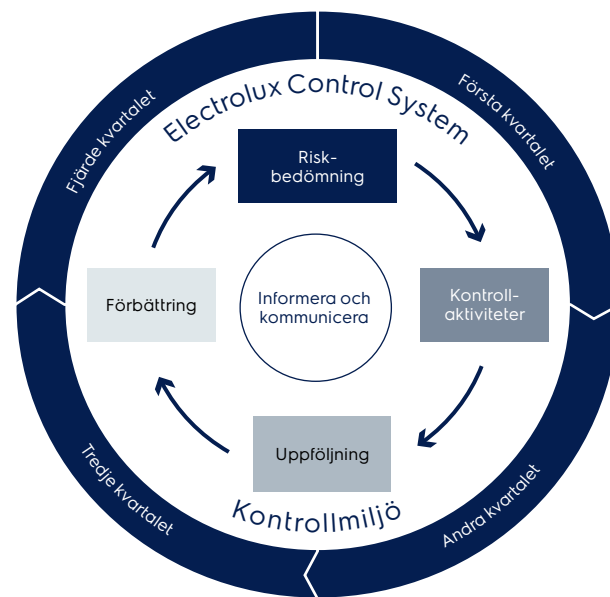 Electrolux Control System
Första kvartalet
Fjärde kvartalet
Risk-
bedömning
Förbättring
Informera och
kommunicera
Kontroll-
aktiviteter
Uppföljning
Kontrollmiljö
Tredje kvartalet
Andra kvartalet